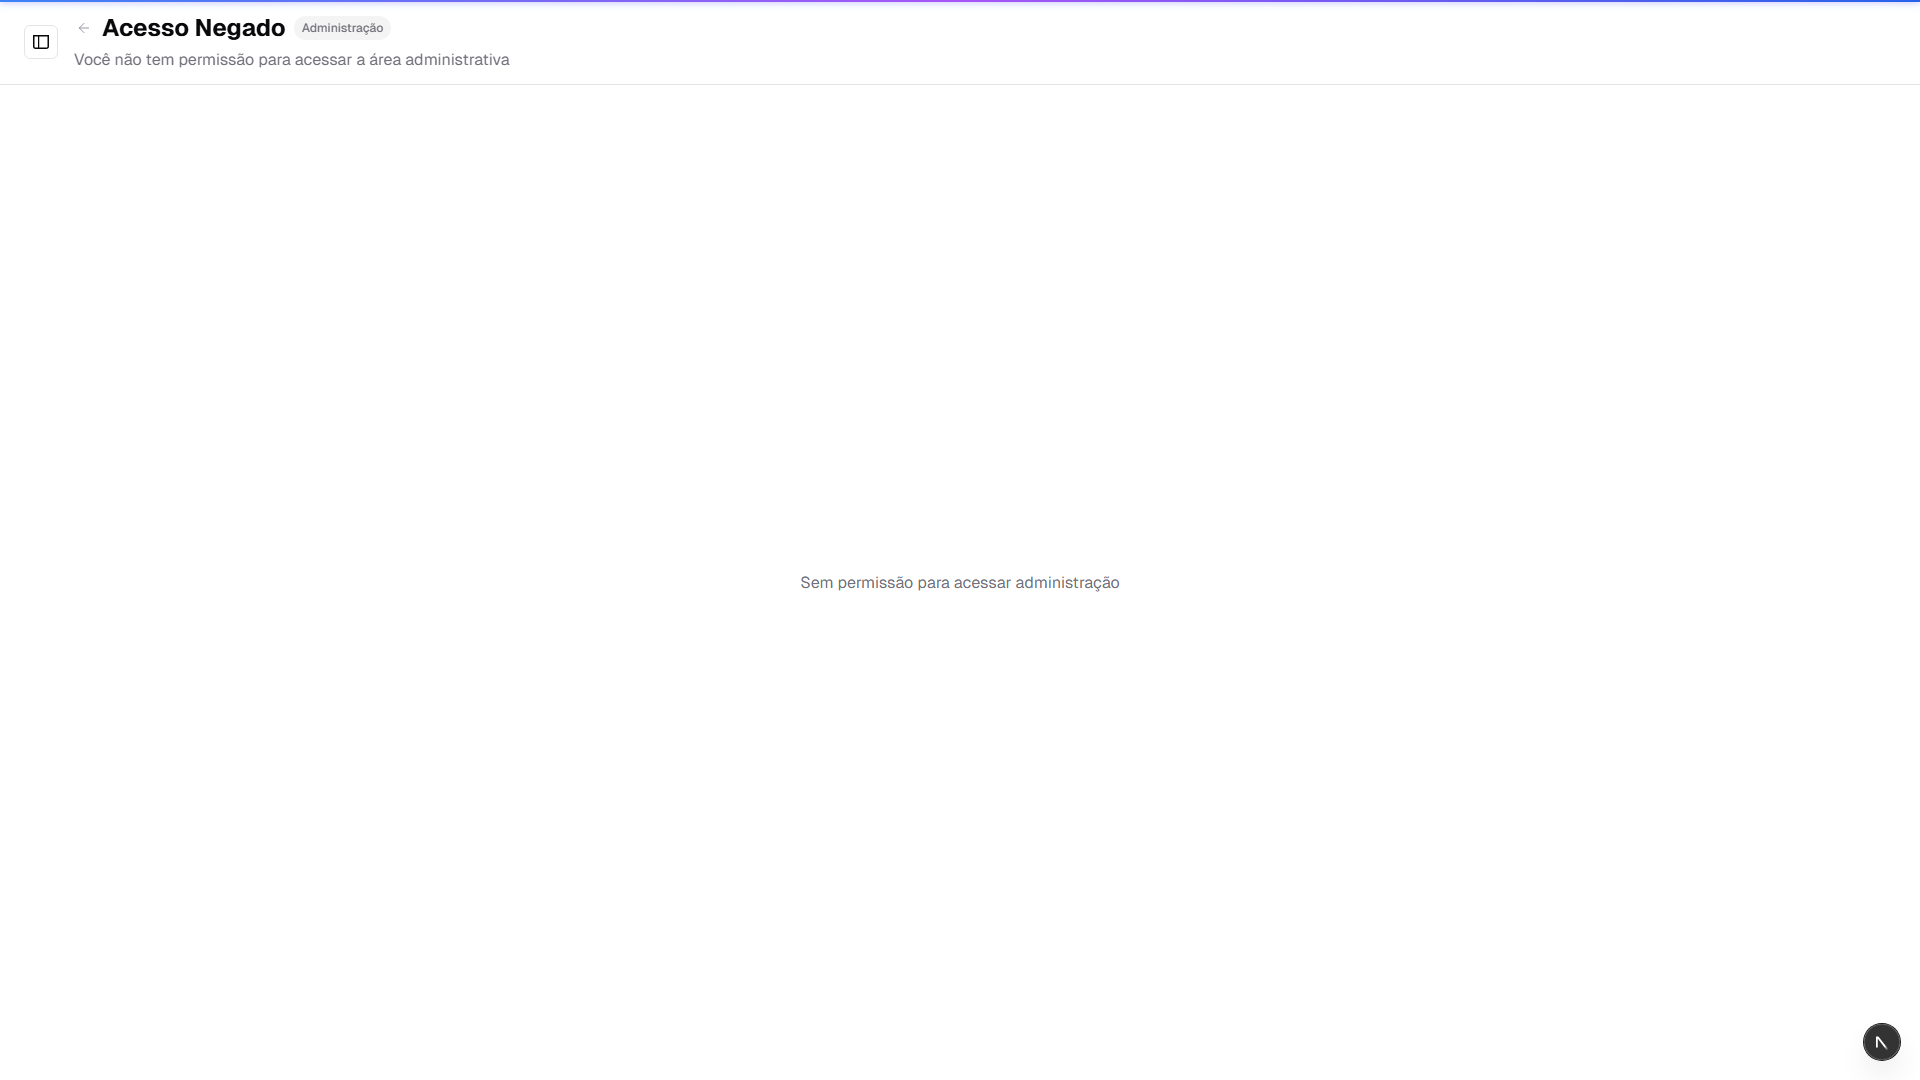 Acesso Negado Administração
Você não tem permissão para acessar a área administrativa
Sem permissão para acessar administração